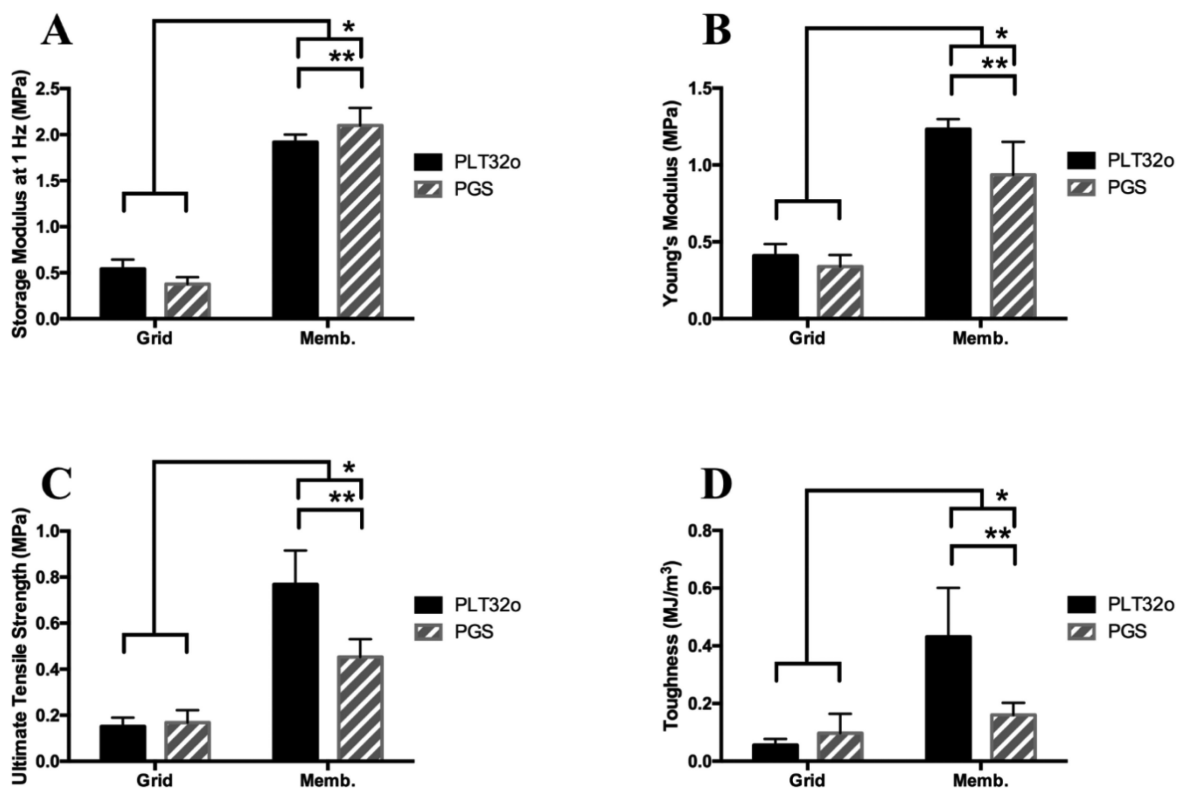 A
*
**
Storage Modulus at 1 Hz (MPa)
2.5
2.0
1.5
1.0
0.5
0.0
Grid
Memb.
PLT32o
PGS
B
*
**
Young's Modulus (MPa)
1.5
1.0
0.5
0.0
Grid
Memb.
PLT32o
PGS
C
*
**
Ultimate Tensile Strength (MPa)
1.0
0.8
0.6
0.4
0.2
0.0
Grid
Memb.
PLT32o
PGS
D
*
**
Toughness (MJ/m³)
0.8
0.6
0.4
0.2
0.0
Grid
Memb.
PLT32o
PGS